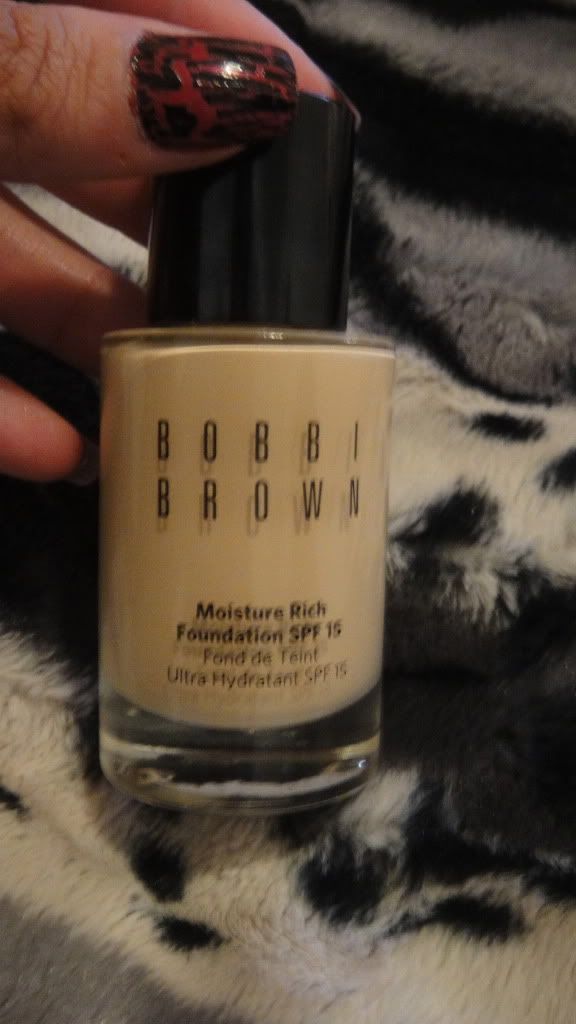 BOBBI
BROWN
Moisture Rich
Foundation SPF 15
Fond de Teint
Ultra Hydratant SPF 15